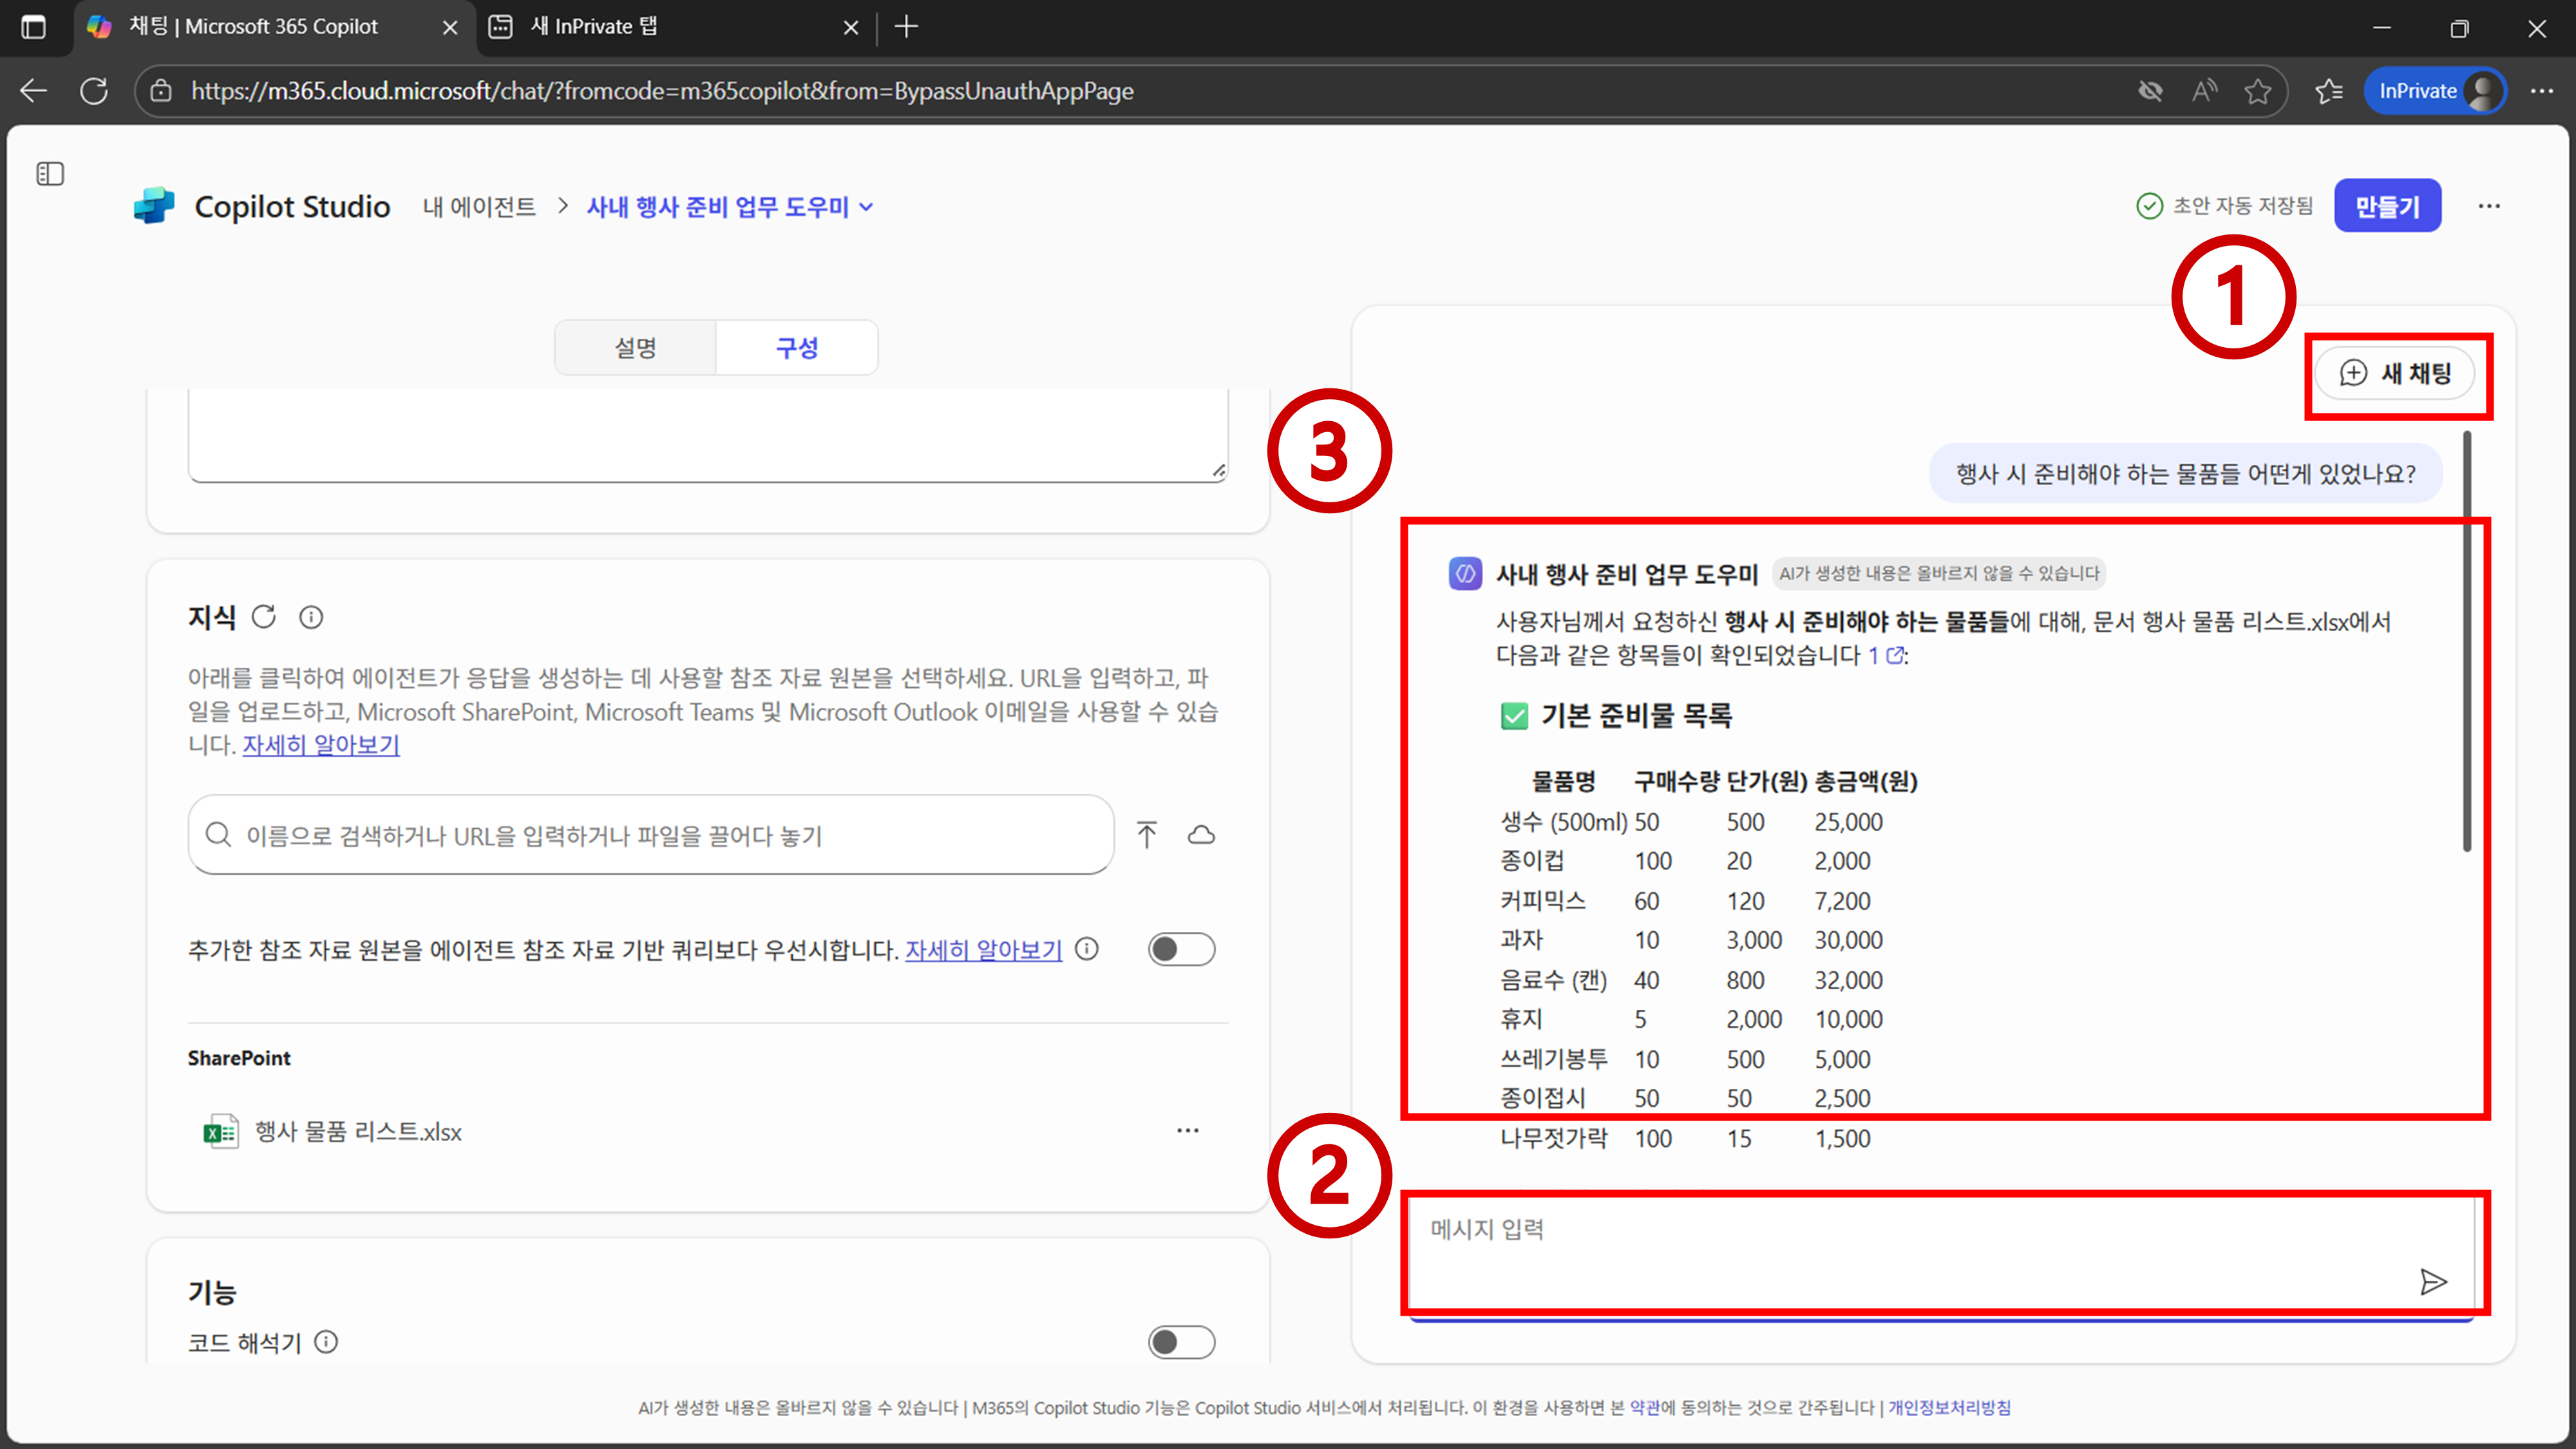 채팅 | Microsoft 365 Copilot
새 InPrivate 탭
https://m365.cloud.microsoft/chat/?fromcode=m365copilot&from=BypassUnauthAppPage
InPrivate
Copilot Studio
내 에이전트 > 사내 행사 준비 업무 도우미
초안 자동 저장됨
만들기
설명
구성
지식
아래를 클릭하여 에이전트가 응답을 생성하는 데 사용할 참조 자료 원본을 선택하세요. URL을 입력하고, 파
일을 업로드하고, Microsoft SharePoint, Microsoft Teams 및 Microsoft Outlook 이메일을 사용할 수 있습
니다. 자세히 알아보기
이름으로 검색하거나 URL을 입력하거나 파일을 끌어다 놓기
추가한 참조 자료 원본을 에이전트 참조 자료 기반 쿼리보다 우선시합니다. 자세히 알아보기
SharePoint
행사 물품 리스트.xlsx
기능
코드 해석기
1
새 채팅
3
행사 시 준비해야 하는 물품들 어떤게 있었나요?
사내 행사 준비 업무 도우미 AI가 생성한 내용은 올바르지 않을 수 있습니다
사용자님께서 요청하신 행사 시 준비해야 하는 물품들에 대해, 문서 행사 물품 리스트.xlsx에서
다음과 같은 항목들이 확인되었습니다 1:
✅ 기본 준비물 목록
물품명 구매수량 단가(원) 총금액(원)
생수 (500ml) 50 500 25,000
종이컵 100 20 2,000
커피믹스 60 120 7,200
과자 10 3,000 30,000
음료수 (캔) 40 800 32,000
휴지 5 2,000 10,000
쓰레기봉투 10 500 5,000
종이접시 50 50 2,500
나무젓가락 100 15 1,500
2
메시지 입력
AI가 생성한 내용은 올바르지 않을 수 있습니다 | M365의 Copilot Studio 기능은 Copilot Studio 서비스에서 처리됩니다. 이 환경을 사용하면 본 약관에 동의하는 것으로 간주됩니다 | 개인정보처리방침